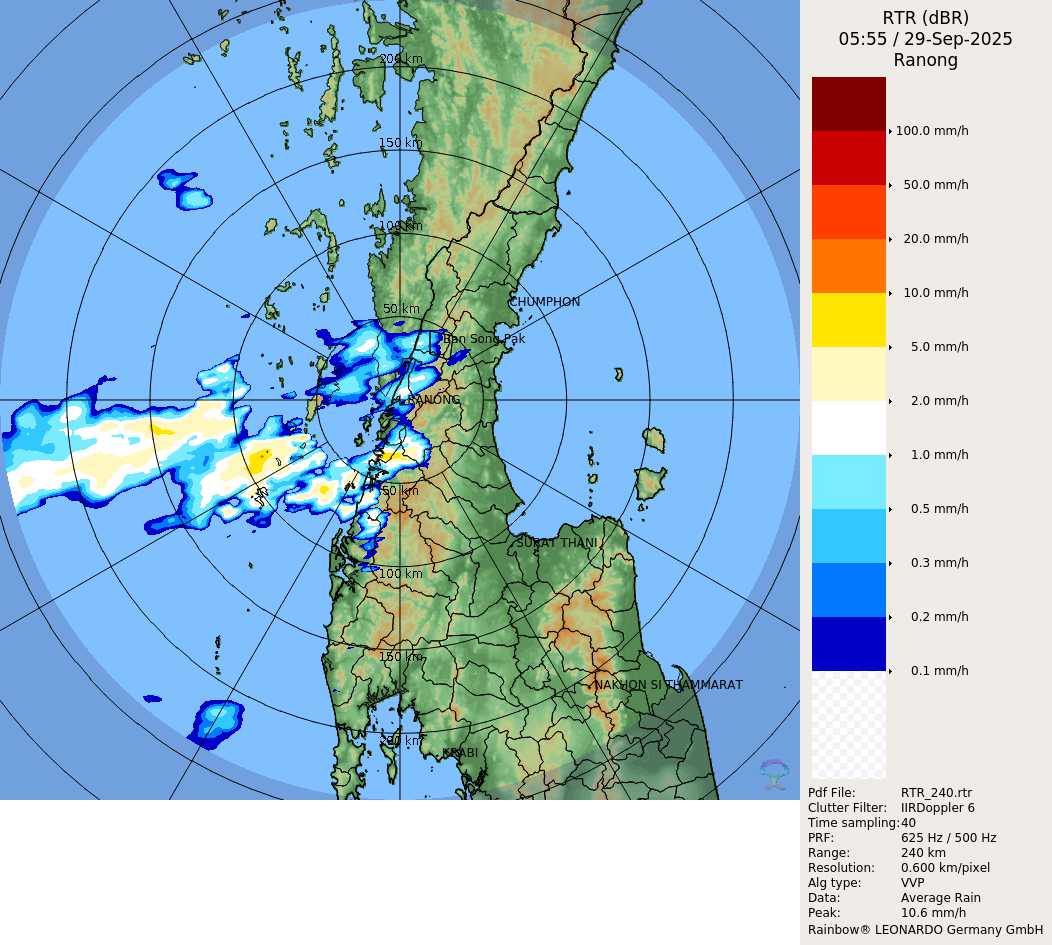 RTR (dBR)
05:55 / 29-Sep-2025
Ranong
200 km
150 km
100 km
50 km
CHUMPHON
Ban Song Pak
RANONG
50 km
SURAT THANI
100 km
150 km
NAKHON SI THAMMARAT
200 km
KRABI
100.0 mm/h
50.0 mm/h
20.0 mm/h
10.0 mm/h
5.0 mm/h
2.0 mm/h
1.0 mm/h
0.5 mm/h
0.3 mm/h
0.2 mm/h
0.1 mm/h
Pdf File: RTR_240.rtr
Clutter Filter: IIRDoppler 6
Time sampling:40
PRF: 625 Hz / 500 Hz
Range: 240 km
Resolution: 0.600 km/pixel
Alg type: VVP
Data: Average Rain
Peak: 10.6 mm/h
Rainbow® LEONARDO Germany GmbH